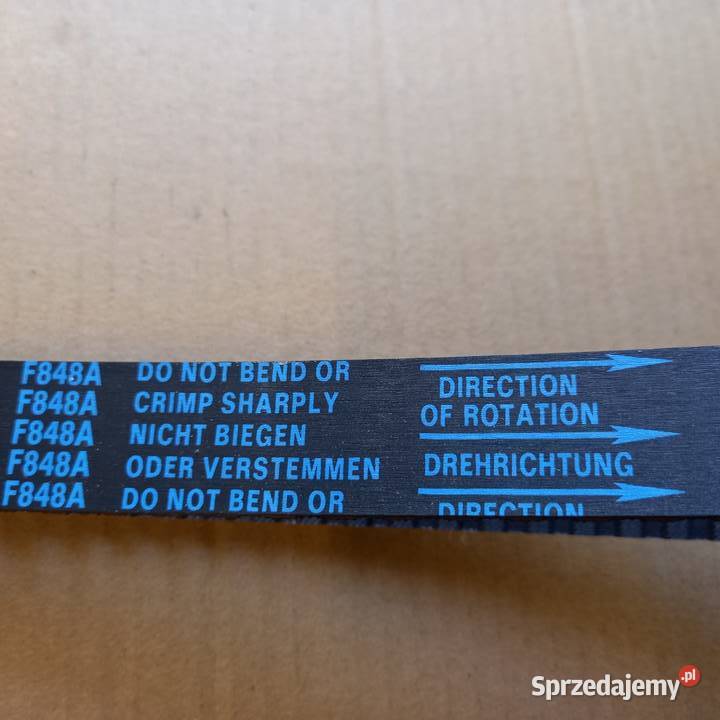 F848A DO NOT BEND OR
F848A CRIMP SHARPLY DIRECTION
F848A NICHT BIEGEN OF ROTATION
F848A ODER VERSTEMMEN DREHRICHTUNG
F848A DO NOT BEND OR DIRECTION
Sprzedajemy.pl